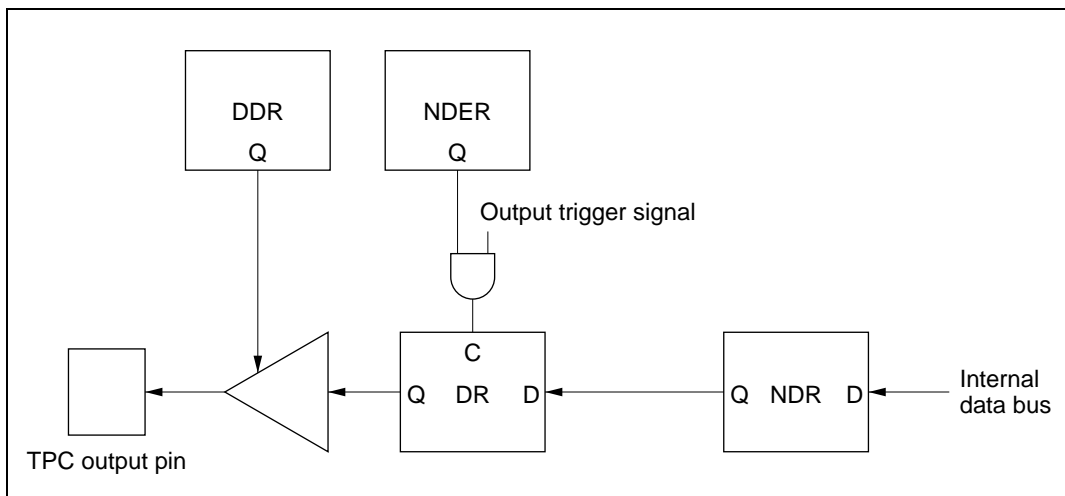 DDR
Q
NDER
Q
Output trigger signal
C
Q DR D
Q NDR D
Internal
data bus
TPC output pin